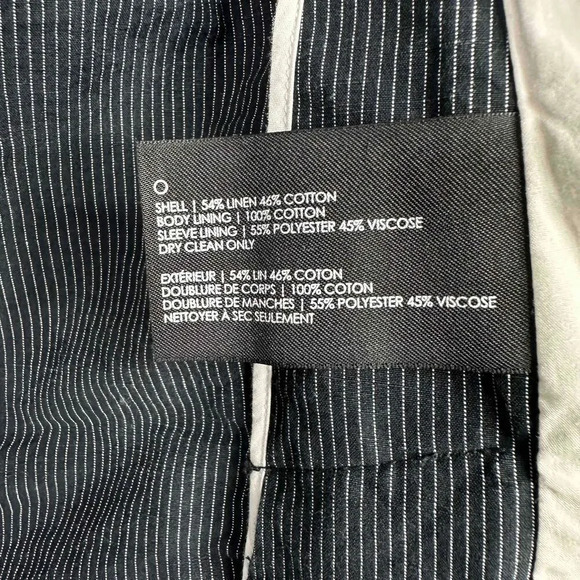 SHELL | 54% LINEN 46% COTTON
BODY LINING | 100% COTTON
SLEEVE LINING | 55% POLYESTER 45% VISCOSE
DRY CLEAN ONLY
EXTÉRIEUR | 54% LIN 46% COTON
DOUBLURE DE CORPS | 100% COTON
DOUBLURE DE MANCHES | 55% POLYESTER 45% VISCOSE
NETTOYER À SEC SEULEMENT